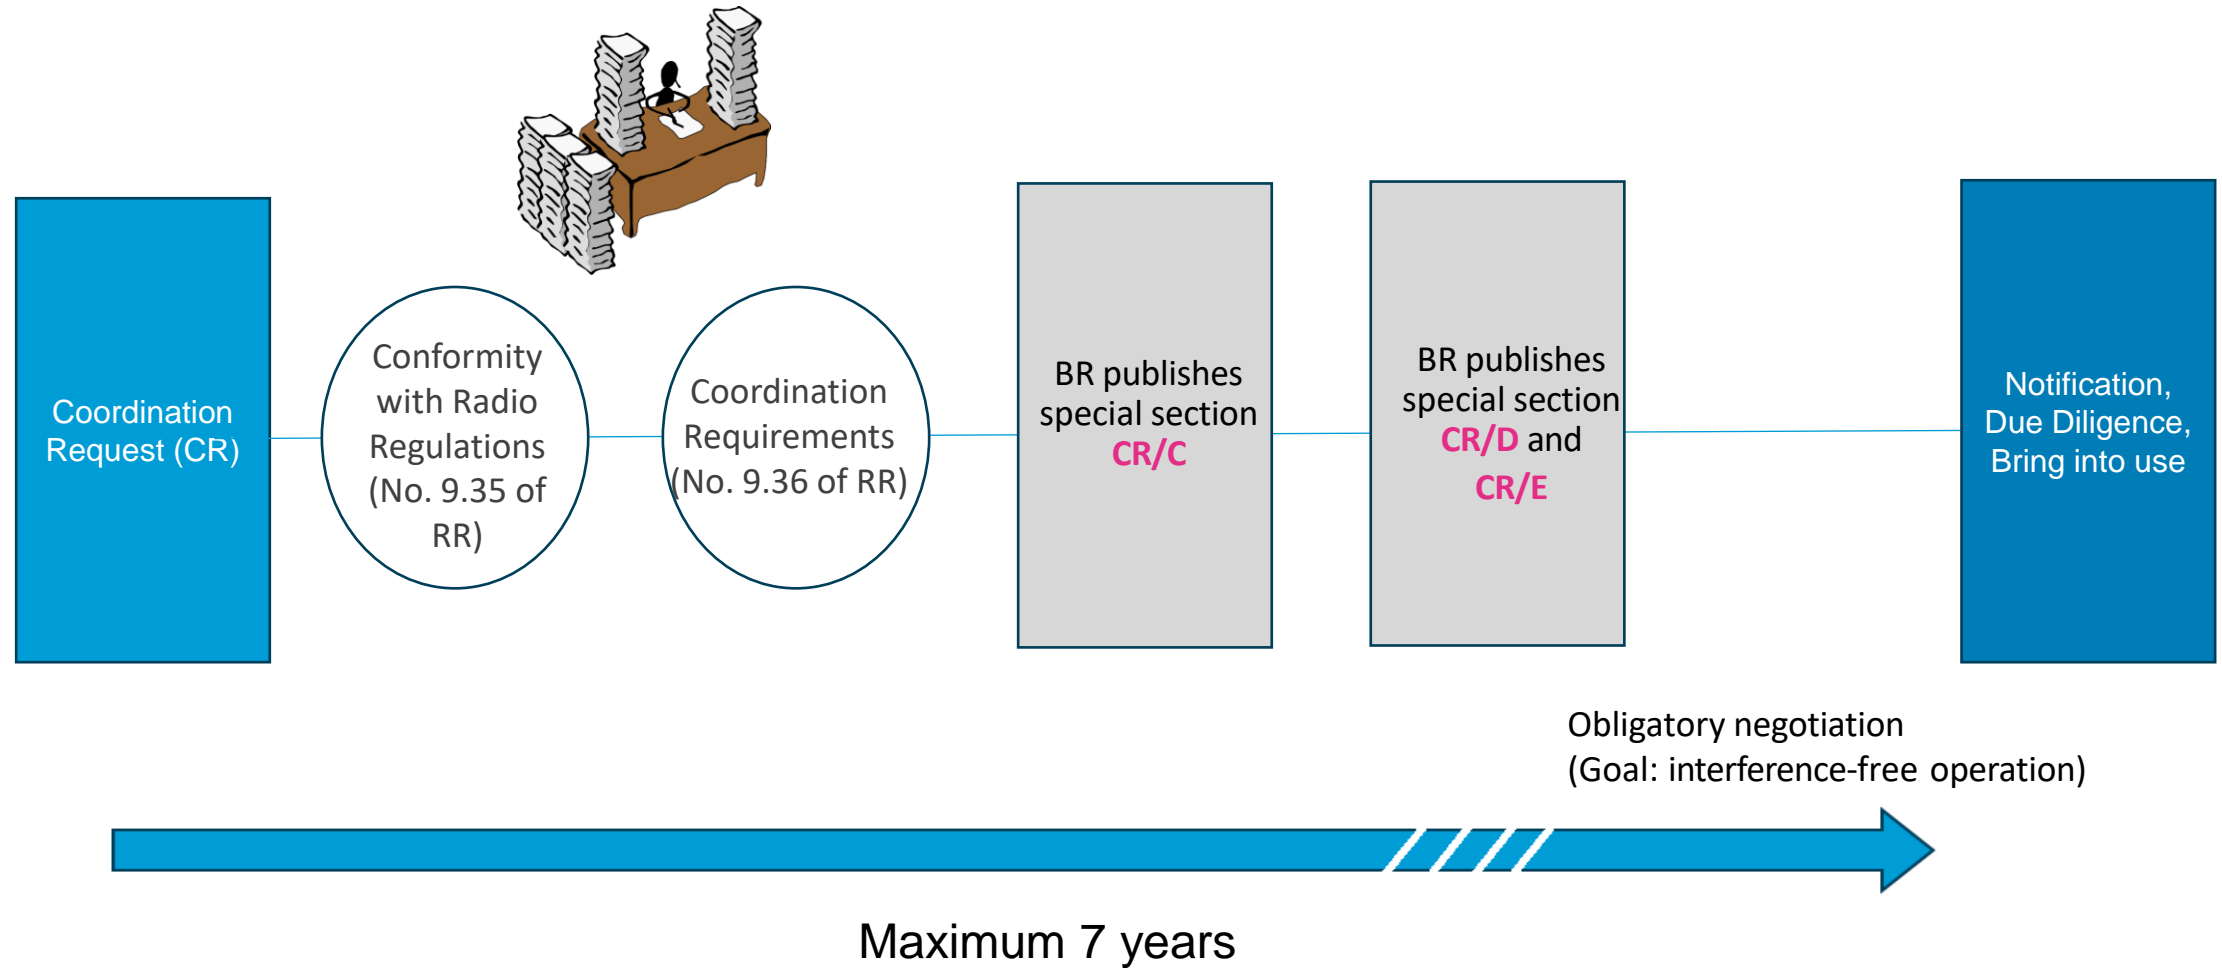 Coordination
Request (CR)
Conformity
with Radio
Regulations
(No. 9.35 of
RR)
Coordination
Requirements
(No. 9.36 of RR)
BR publishes
special section
CR/C
BR publishes
special section
CR/D and
CR/E
Notification,
Due Diligence,
Bring into use
Obligatory negotiation
(Goal: interference-free operation)
Maximum 7 years